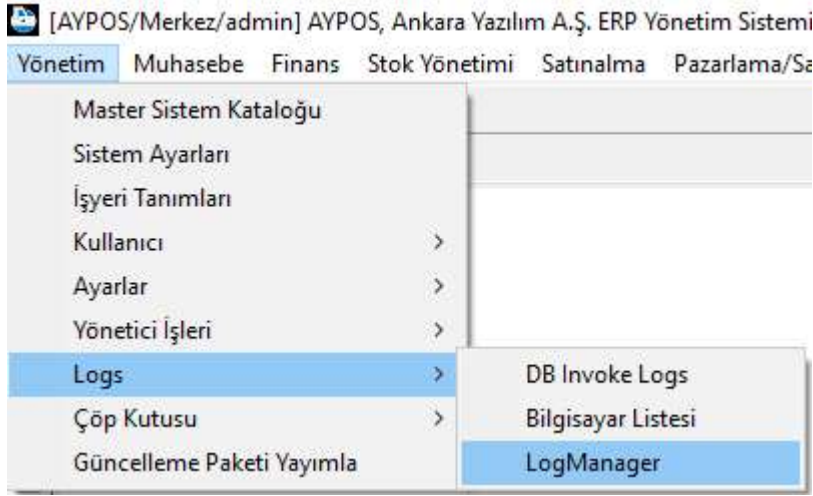 [AYPOS/Merkez/admin] AYPOS, Ankara Yazılım A.Ş. ERP Yönetim Sistemi
Yönetim Muhasebe Finans Stok Yönetimi Satınalma Pazarlama/Sa
Master Sistem Kataloğu
Sistem Ayarları
İşyeri Tanımları
Kullanıcı >
Ayarlar >
Yönetici İşleri >
Logs > DB Invoke Logs
Çöp Kutusu > Bilgisayar Listesi
Güncelleme Paketi Yayımla LogManager